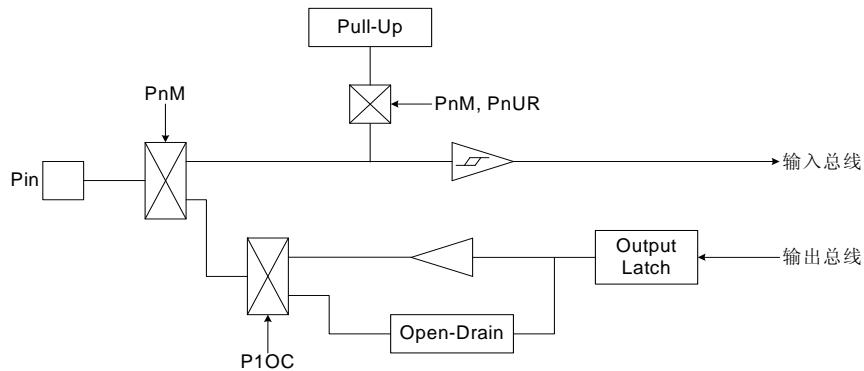 Pull-Up
PnM
PnM, PnUR
Pin
输入总线
Output
Latch
输出总线
Open-Drain
P1OC